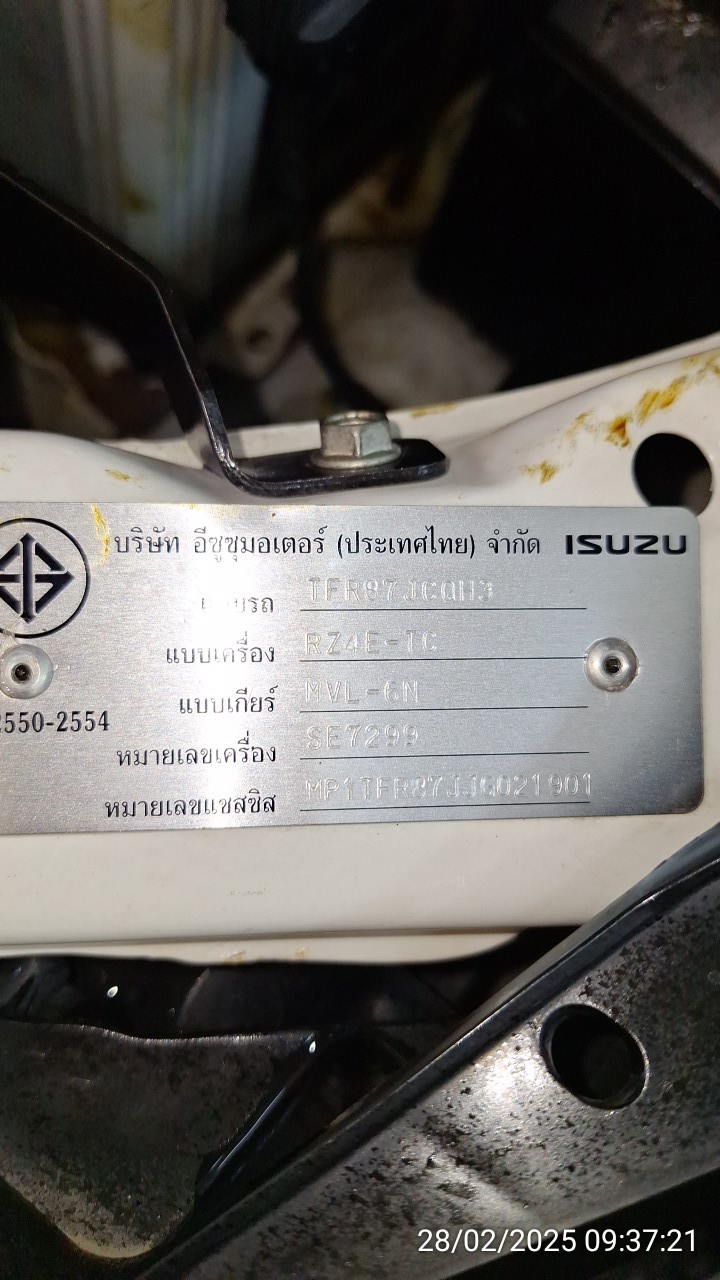 บริษัท อีซูซุมอเตอร์ (ประเทศไทย) จำกัด ISUZU
TFR87JCQH3
แบบเครื่อง RZ4E-TC
แบบเกียร์ MVL-6N
2550-2554
หมายเลขเครื่อง SE7299
หมายเลขแชสซิส MP1TFR87JJG021901
28/02/2025 09:37:21